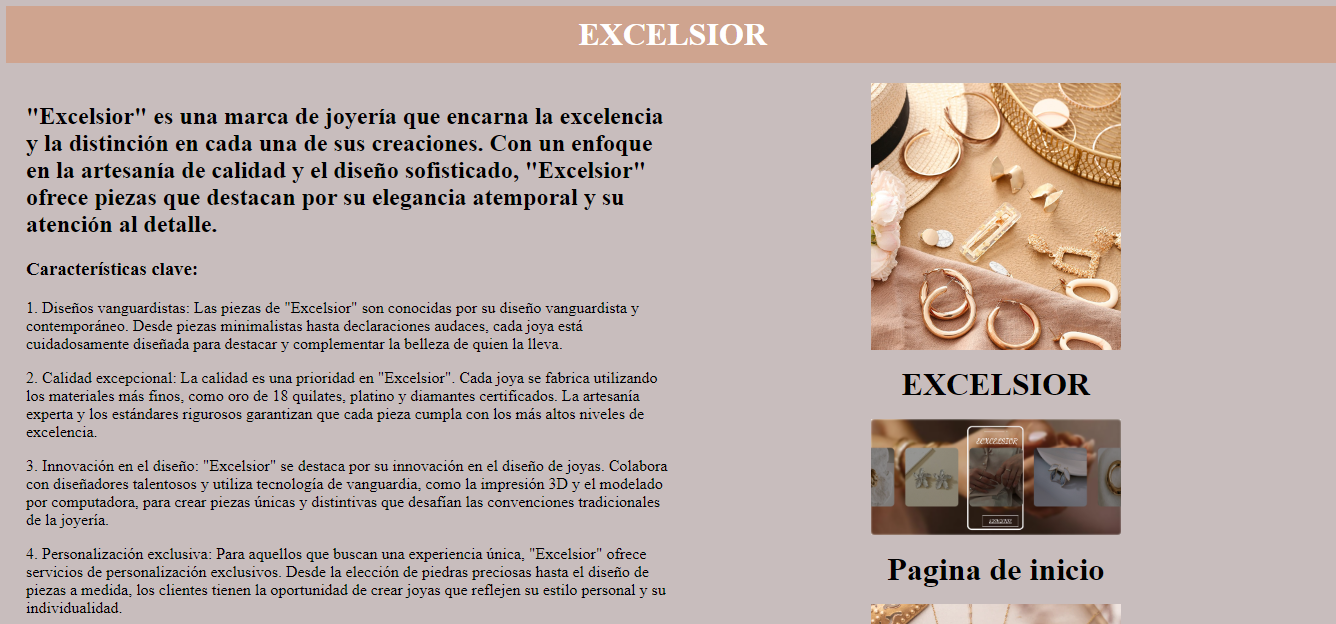 EXCELSIOR
"Excelsior" es una marca de joyería que encarna la excelencia
y la distinción en cada una de sus creaciones. Con un enfoque
en la artesanía de calidad y el diseño sofisticado, "Excelsior"
ofrece piezas que destacan por su elegancia atemporal y su
atención al detalle.
Características clave:
1. Diseños vanguardistas: Las piezas de "Excelsior" son conocidas por su diseño vanguardista y
contemporáneo. Desde piezas minimalistas hasta declaraciones audaces, cada joya está
cuidadosamente diseñada para destacar y complementar la belleza de quien la lleva.
2. Calidad excepcional: La calidad es una prioridad en "Excelsior". Cada joya se fabrica utilizando
los materiales más finos, como oro de 18 quilates, platino y diamantes certificados. La artesanía
experta y los estándares rigurosos garantizan que cada pieza cumpla con los más altos niveles de
excelencia.
3. Innovación en el diseño: "Excelsior" se destaca por su innovación en el diseño de joyas. Colabora
con diseñadores talentosos y utiliza tecnología de vanguardia, como la impresión 3D y el modelado
por computadora, para crear piezas únicas y distintivas que desafían las convenciones tradicionales
de la joyería.
4. Personalización exclusiva: Para aquellos que buscan una experiencia única, "Excelsior" ofrece
servicios de personalización exclusivos. Desde la elección de piedras preciosas hasta el diseño de
piezas a medida, los clientes tienen la oportunidad de crear joyas que reflejen su estilo personal y su
individualidad.
EXCELSIOR
Pagina de inicio